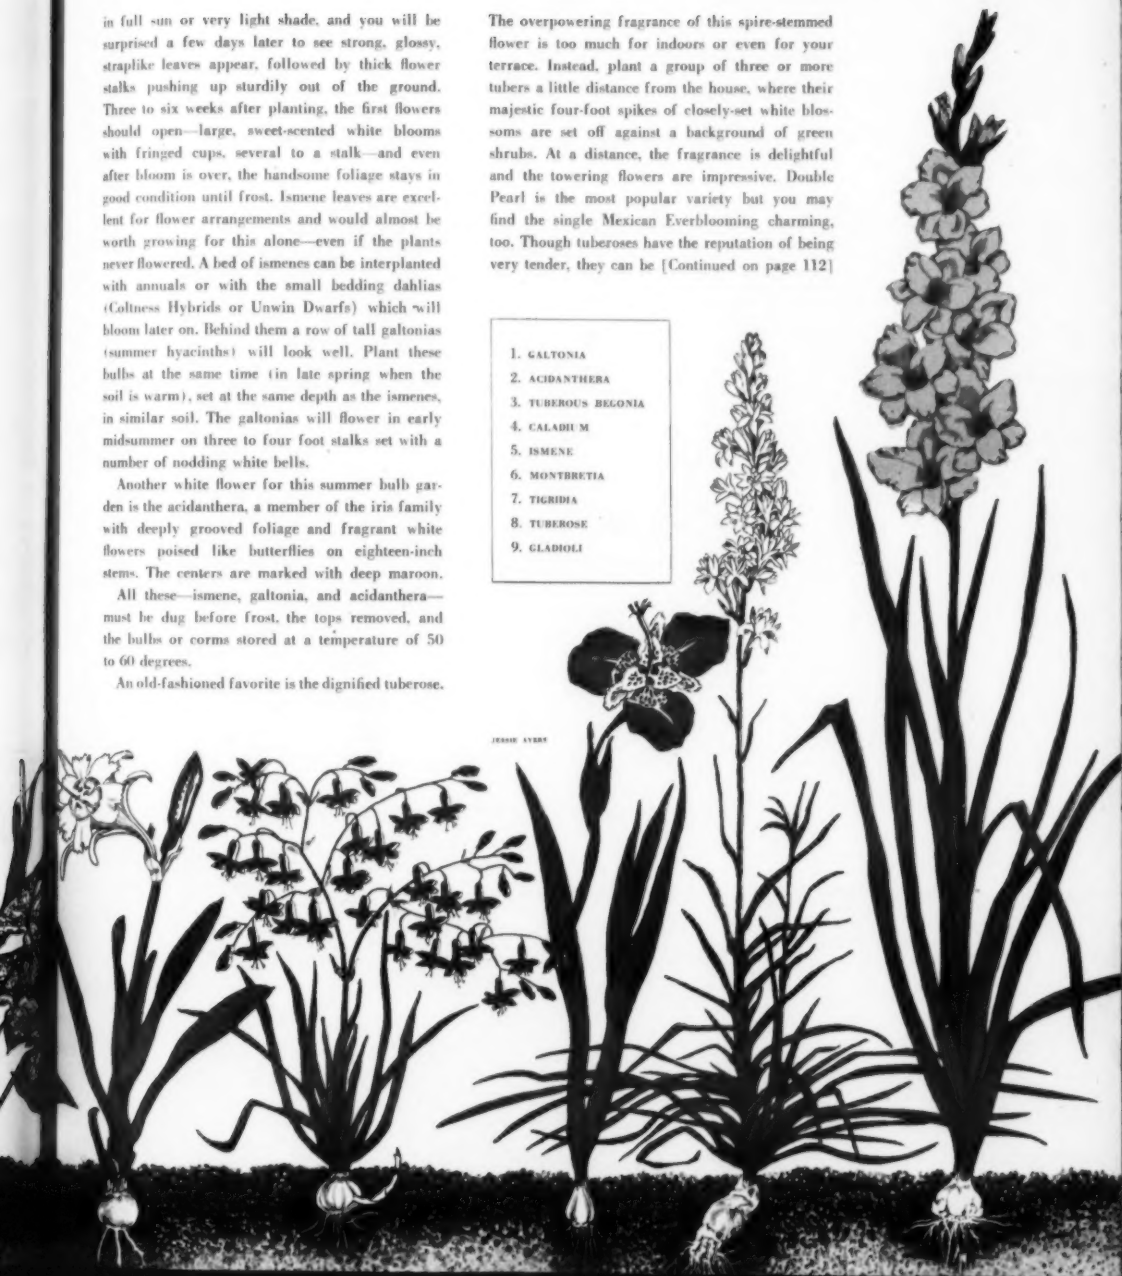 in full sun or very light shade, and you will be
surprised a few days later to see strong, glossy,
straplike leaves appear, followed by thick flower
stalks pushing up sturdily out of the ground.
Three to six weeks after planting, the first flowers
should open—large, sweet-scented white blooms
with fringed cups, several to a stalk—and even
after bloom is over, the handsome foliage stays in
good condition until frost. Ismene leaves are excel-
lent for flower arrangements and would almost be
worth growing for this alone—even if the plants
never flowered. A bed of ismenes can be interplanted
with annuals or with the small bedding dahlias
(Coltness Hybrids or Unwin Dwarfs) which will
bloom later on. Behind them a row of tall galtonias
(summer hyacinths) will look well. Plant these
bulbs at the same time (in late spring when the
soil is warm), set at the same depth as the ismenes,
in similar soil. The galtonias will flower in early
midsummer on three to four foot stalks set with a
number of nodding white bells.
Another white flower for this summer bulb gar-
den is the acidanthera, a member of the iris family
with deeply grooved foliage and fragrant white
flowers poised like butterflies on eighteen-inch
stems. The centers are marked with deep maroon.
All these—ismene, galtonia, and acidanthera—
must be dug before frost, the tops removed, and
the bulbs or corms stored at a temperature of 50
to 60 degrees.
An old-fashioned favorite is the dignified tuberose.
The overpowering fragrance of this spire-stemmed
flower is too much for indoors or even for your
terrace. Instead, plant a group of three or more
tubers a little distance from the house, where their
majestic four-foot spikes of closely-set white blos-
soms are set off against a background of green
shrubs. At a distance, the fragrance is delightful
and the towering flowers are impressive. Double
Pearl is the most popular variety but you may
find the single Mexican Everblooming charming,
too. Though tuberoses have the reputation of being
very tender, they can be [Continued on page 112]
1. GALTONIA
2. ACIDANTHERA
3. TUBEROUS BEGONIA
4. CALADIUM
5. ISMENE
6. MONTBRETIA
7. TIGRIDIA
8. TUBEROSE
9. GLADIOLI
JESSIE AVERY